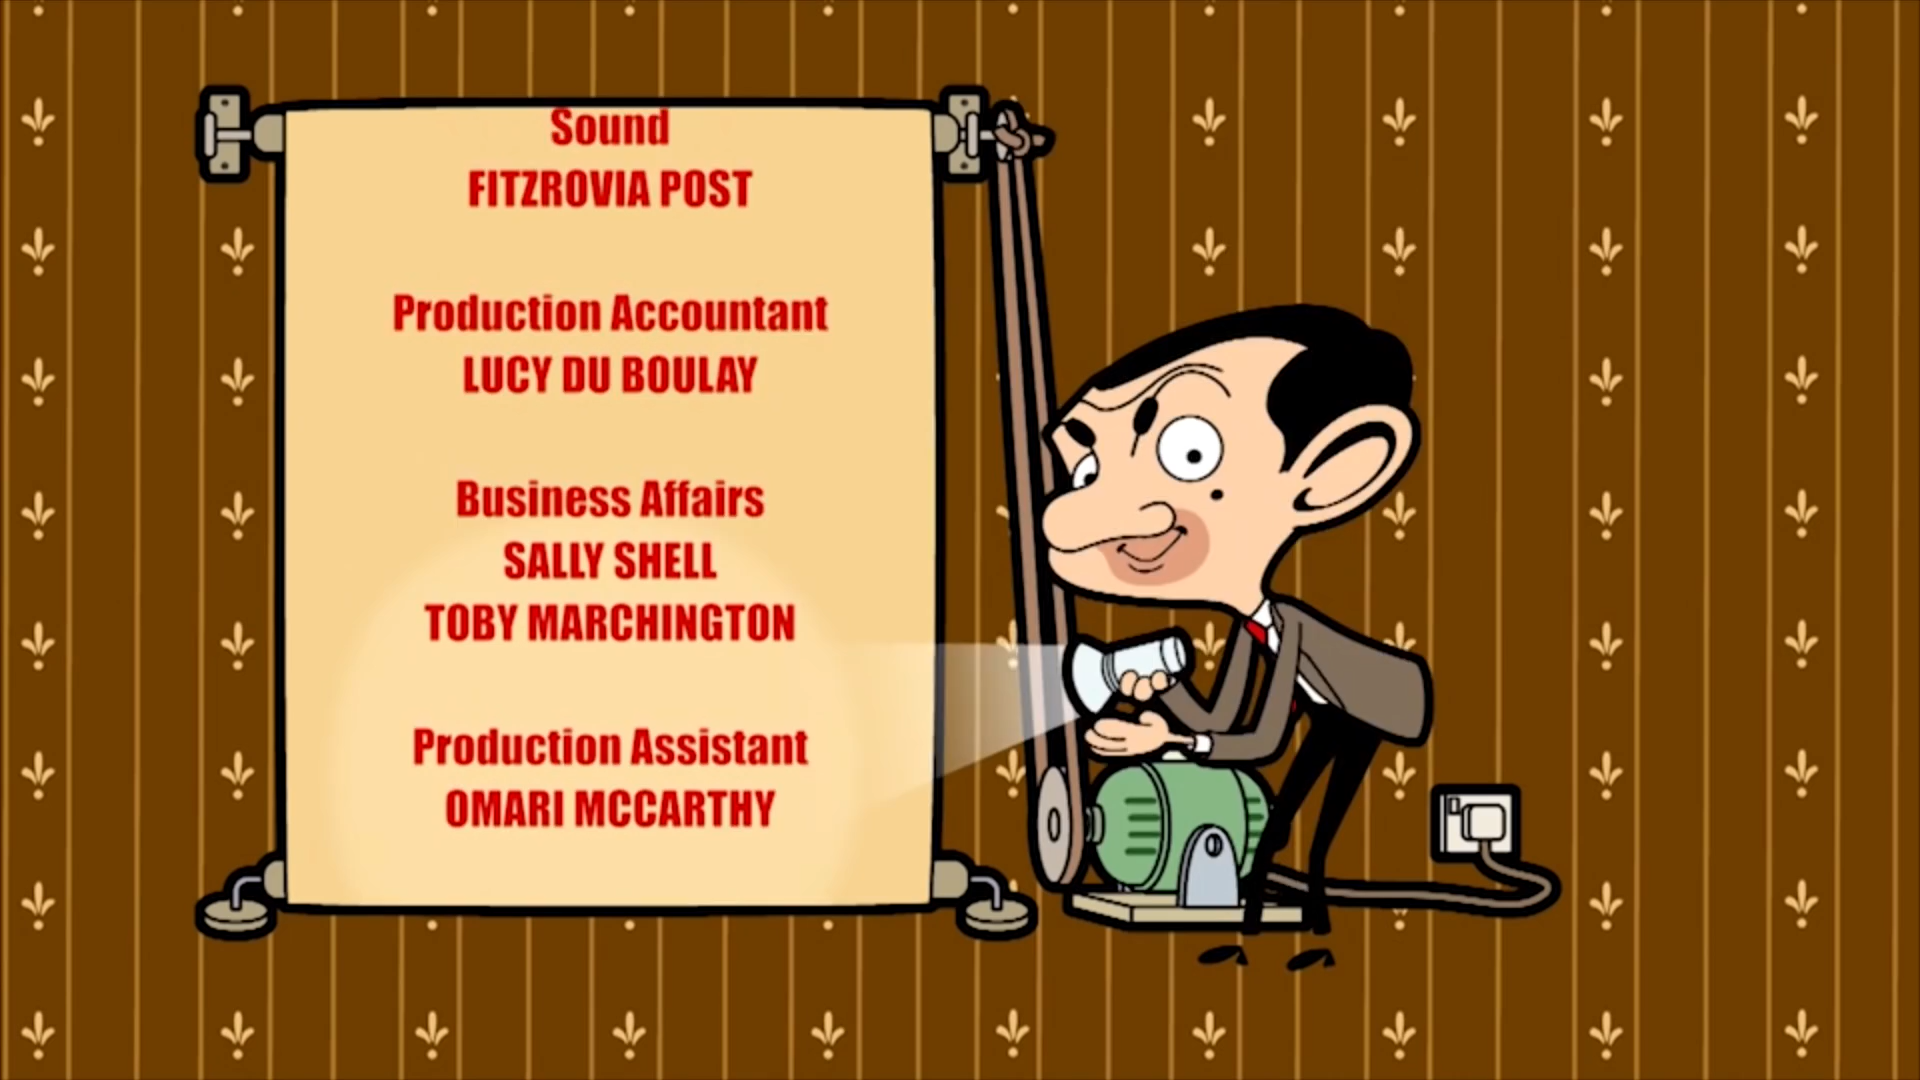 Sound
FITZROVIA POST
Production Accountant
LUCY DU BOULAY
Business Affairs
SALLY SHELL
TOBY MARCHINGTON
Production Assistant
OMARI MCCARTHY